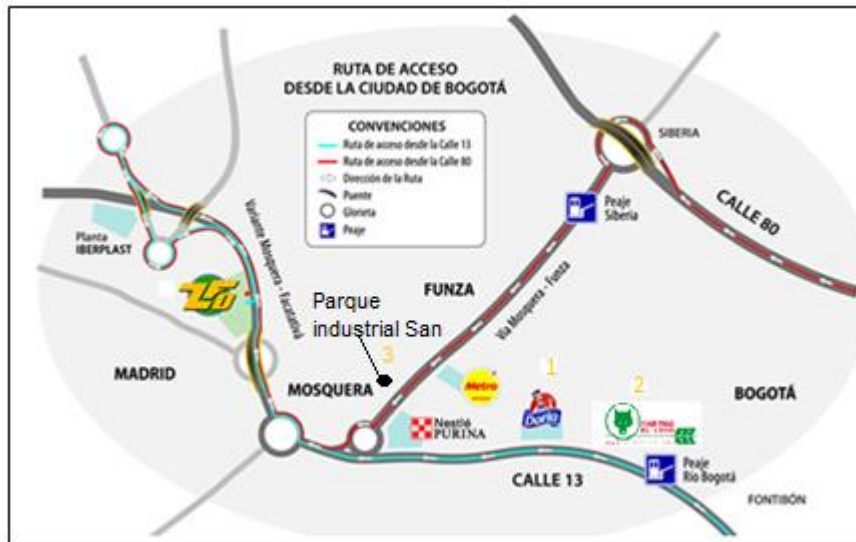 RUTA DE ACCESO
DESDE LA CIUDAD DE BOGOTÁ
CONVENCIONES
Ruta de acceso desde la Calle 13
Ruta de acceso desde la Calle 80
Dirección de la Ruta
Puente
Glorieta
Peaje
SIBERIA
Peaje
Siberia
CALLE 80
Planta
IBERPLAST
Variante Mosquera - Facatativá
FUNZA
Vía Mosquera - Funza
Parque
industrial San
3
MADRID
MOSQUERA
Metro
1
Doria
2
BOGOTÁ
Nestlé
PURINA
Peaje
Río Bogotá
CALLE 13
FONTIBÓN